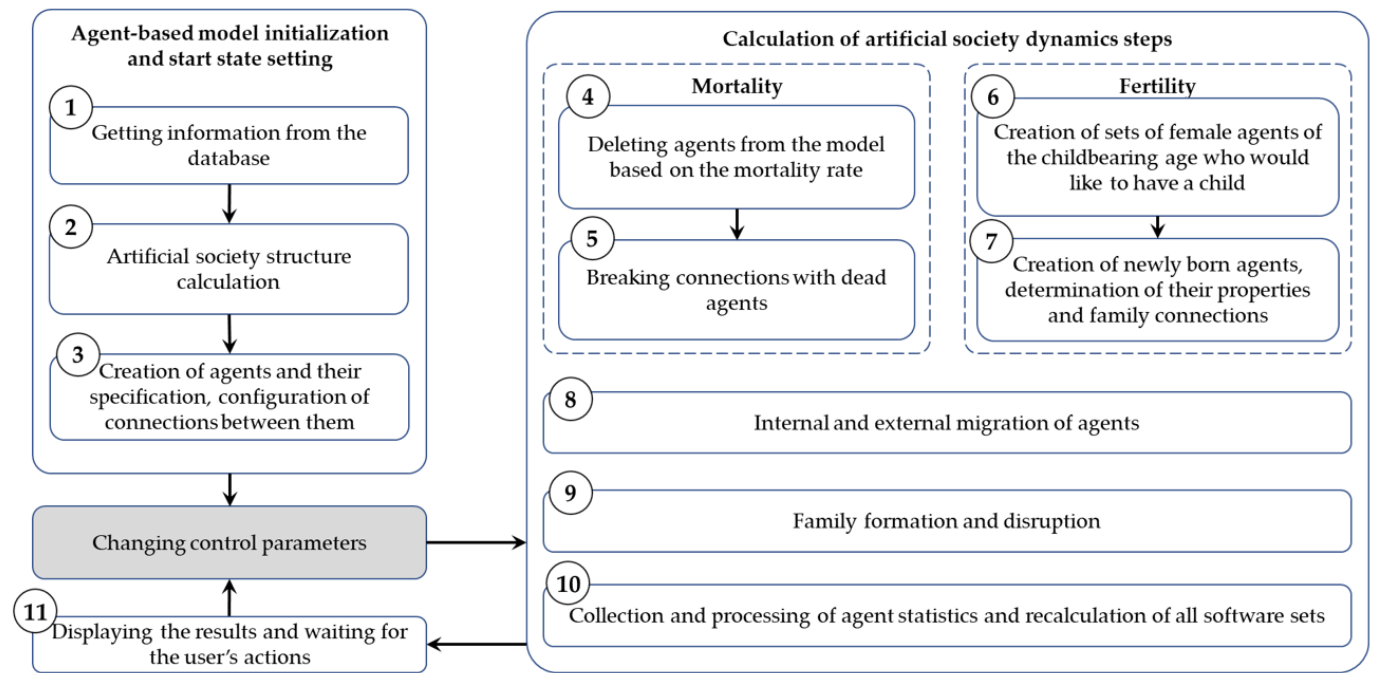 Agent-based model initialization
and start state setting
1
Getting information from the
database
2
Artificial society structure
calculation
3
Creation of agents and their
specification, configuration of
connections between them
Changing control parameters
11
Displaying the results and waiting for
the user's actions
Calculation of artificial society dynamics steps
Mortality
4
Deleting agents from the model
based on the mortality rate
5
Breaking connections with dead
agents
Fertility
6
Creation of sets of female agents of
the childbearing age who would
like to have a child
7
Creation of newly born agents,
determination of their properties
and family connections
8
Internal and external migration of agents
9
Family formation and disruption
10
Collection and processing of agent statistics and recalculation of all software sets